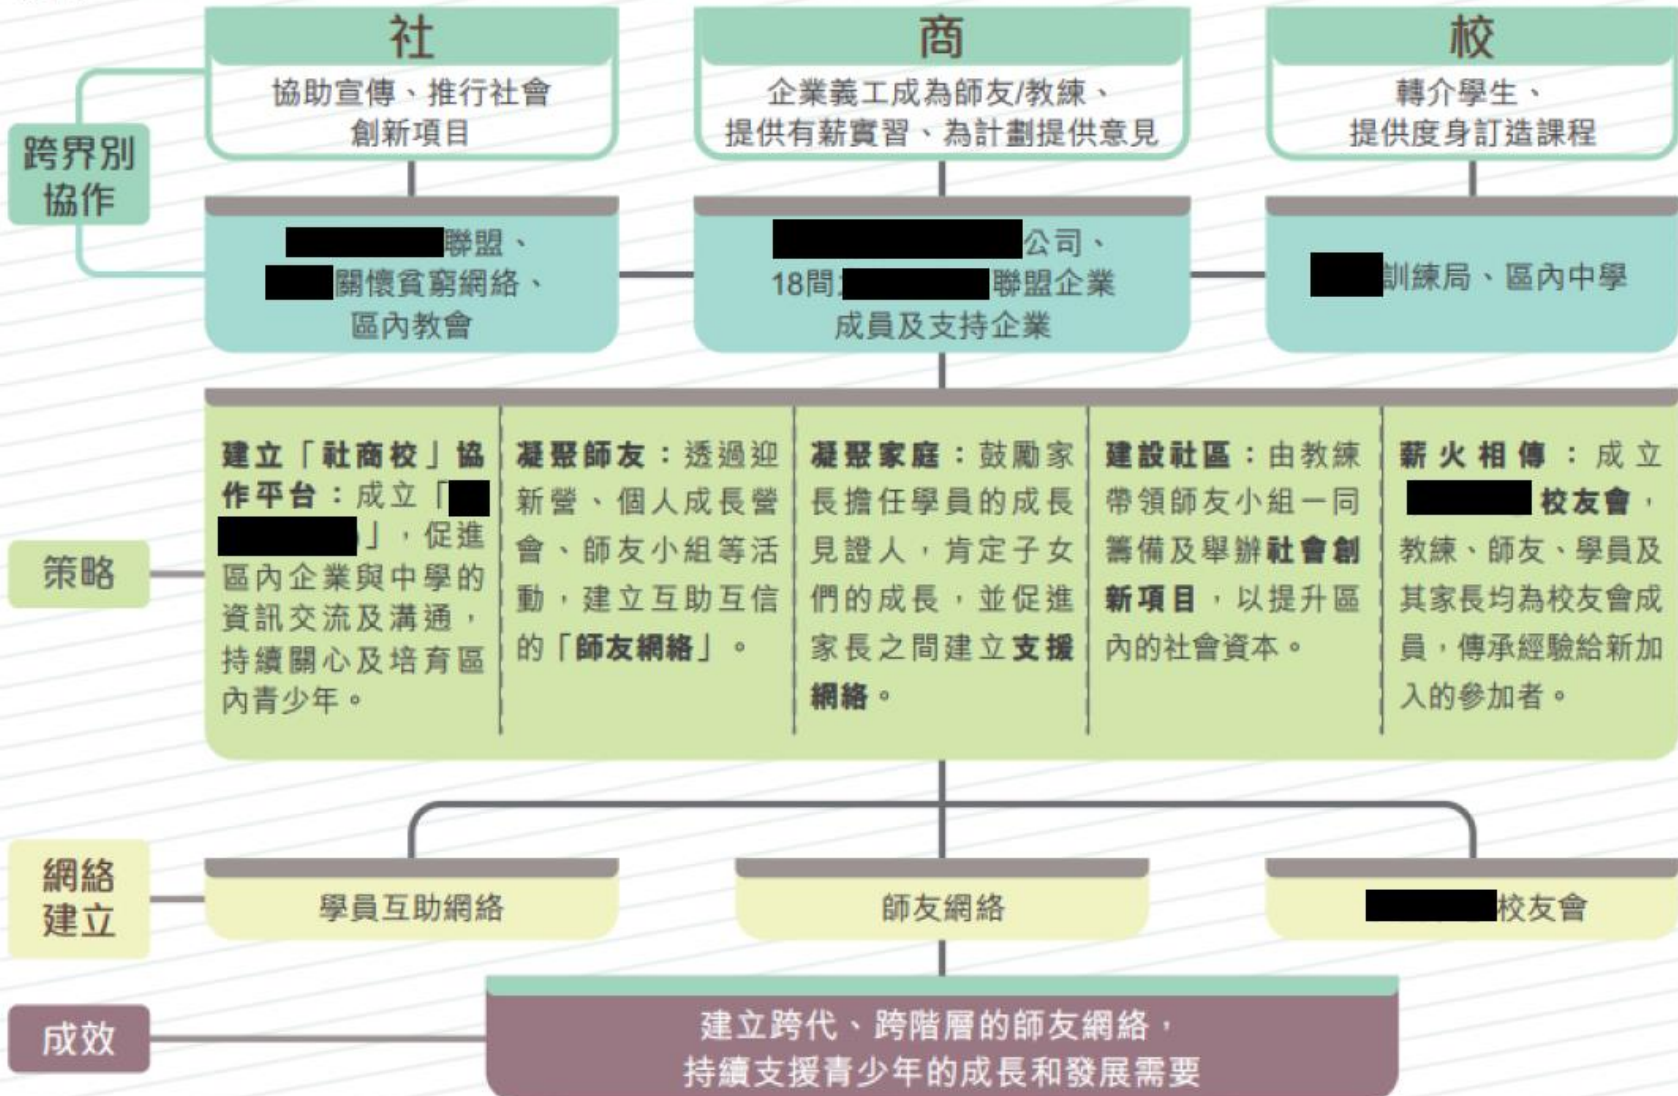 社
協助宣傳、推行社會
創新項目
商
企業義工成為師友/教練、
提供有薪實習、為計劃提供意見
校
轉介學生、
提供度身訂造課程
跨界別
協作
聯盟、
關懷貧窮網絡、
區內教會
公司、
18間 聯盟企業
成員及支持企業
訓練局、區內中學
策略
建立「社商校」協
作平台：成立「
」，促進
區內企業與中學的
資訊交流及溝通，
持續關心及培育區
內青少年。
凝聚師友：透過迎
新營、個人成長營
會、師友小組等活
動，建立互助互信
的「師友網絡」。
凝聚家庭：鼓勵家
長擔任學員的成長
見證人，肯定子女
們的成長，並促進
家長之間建立支援
網絡。
建設社區：由教練
帶領師友小組一同
籌備及舉辦社會創
新項目，以提升區
內的社會資本。
薪火相傳：成立
校友會，
教練、師友、學員及
其家長均為校友會成
員，傳承經驗給新加
入的參加者。
網絡
建立
學員互助網絡
師友網絡
校友會
成效
建立跨代、跨階層的師友網絡，
持續支援青少年的成長和發展需要